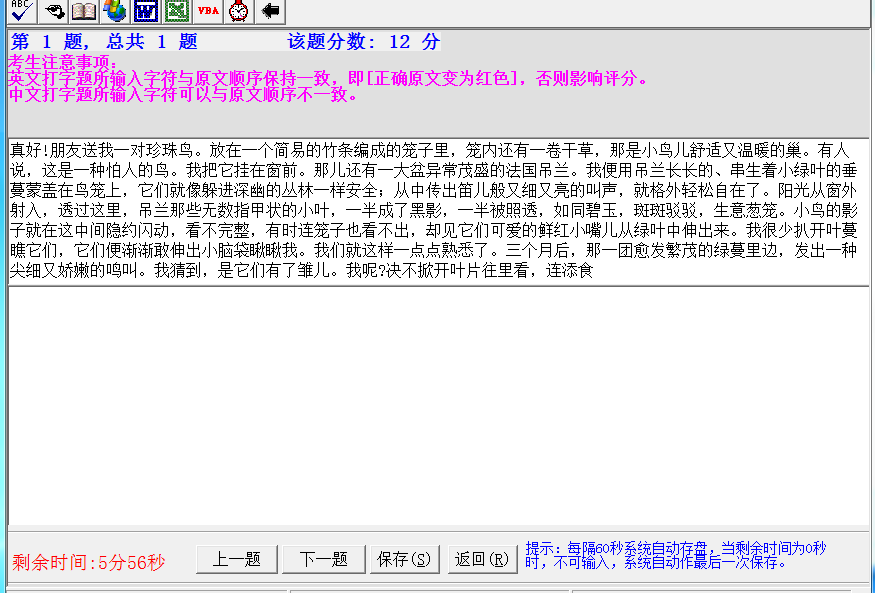 ABC W VBA
第 1 题, 总共 1 题 该题分数: 12 分
考生注意事项:
英文打字题所输入字符与原文顺序保持一致，即[正确原文变为红色]，否则影响评分。
中文打字题所输入字符可以与原文顺序不一致。
真好!朋友送我一对珍珠鸟。放在一个简易的竹条编成的笼子里，笼内还有一卷干草，那是小鸟儿舒适又温暖的巢。有人
说，这是一种怕人的鸟。我把它挂在窗前。那儿还有一大盆异常茂盛的法国吊兰。我便用吊兰长长的、串生着小绿叶的垂
蔓蒙盖在鸟笼上，它们就像躲进深幽的丛林一样安全；从中传出笛儿般又细又亮的叫声，就格外轻松自在了。阳光从窗外
射入，透过这里，吊兰那些无数指甲状的小叶，一半成了黑影，一半被照透，如同碧玉，斑斑驳驳，生意葱笼。小鸟的影
子就在这中间隐约闪动，看不完整，有时连笼子也看不出，却见它们可爱的鲜红小嘴儿从绿叶中伸出来。我很少扒开叶蔓
瞧它们，它们便渐渐敢伸出小脑袋瞅瞅我。我们就这样一点点熟悉了。三个月后，那一团愈发繁茂的绿蔓里边，发出一种
尖细又娇嫩的鸣叫。我猜到，是它们有了雏儿。我呢?决不掀开叶片往里看，连添食
剩余时间:5分56秒 上一题 下一题 保存(S) 返回(R) 提示: 每隔60秒系统自动存盘，当剩余时间为0秒
时，不可输入，系统自动作最后一次保存。